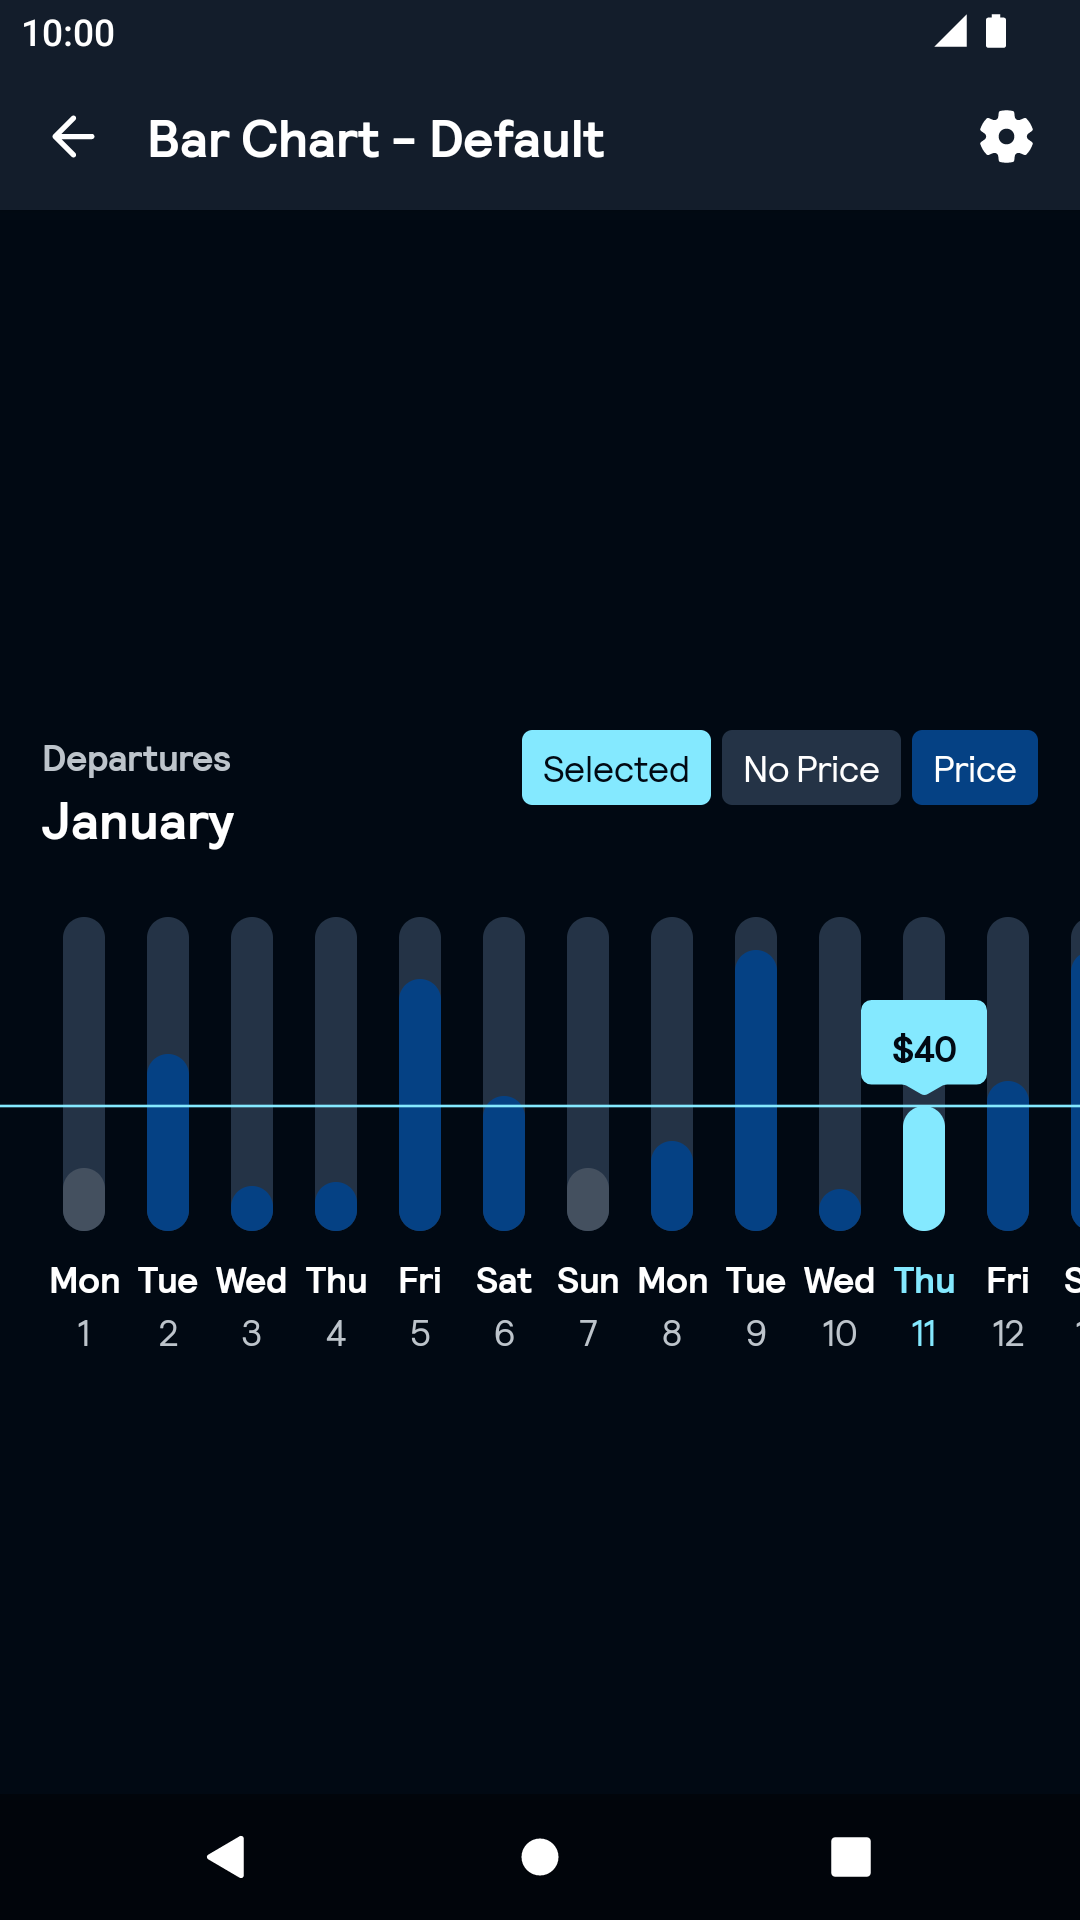 10:00
Bar Chart - Default
Departures
January
Selected No Price Price
$40
Mon Tue Wed Thu Fri Sat Sun Mon Tue Wed Thu Fri
1 2 3 4 5 6 7 8 9 10 11 12